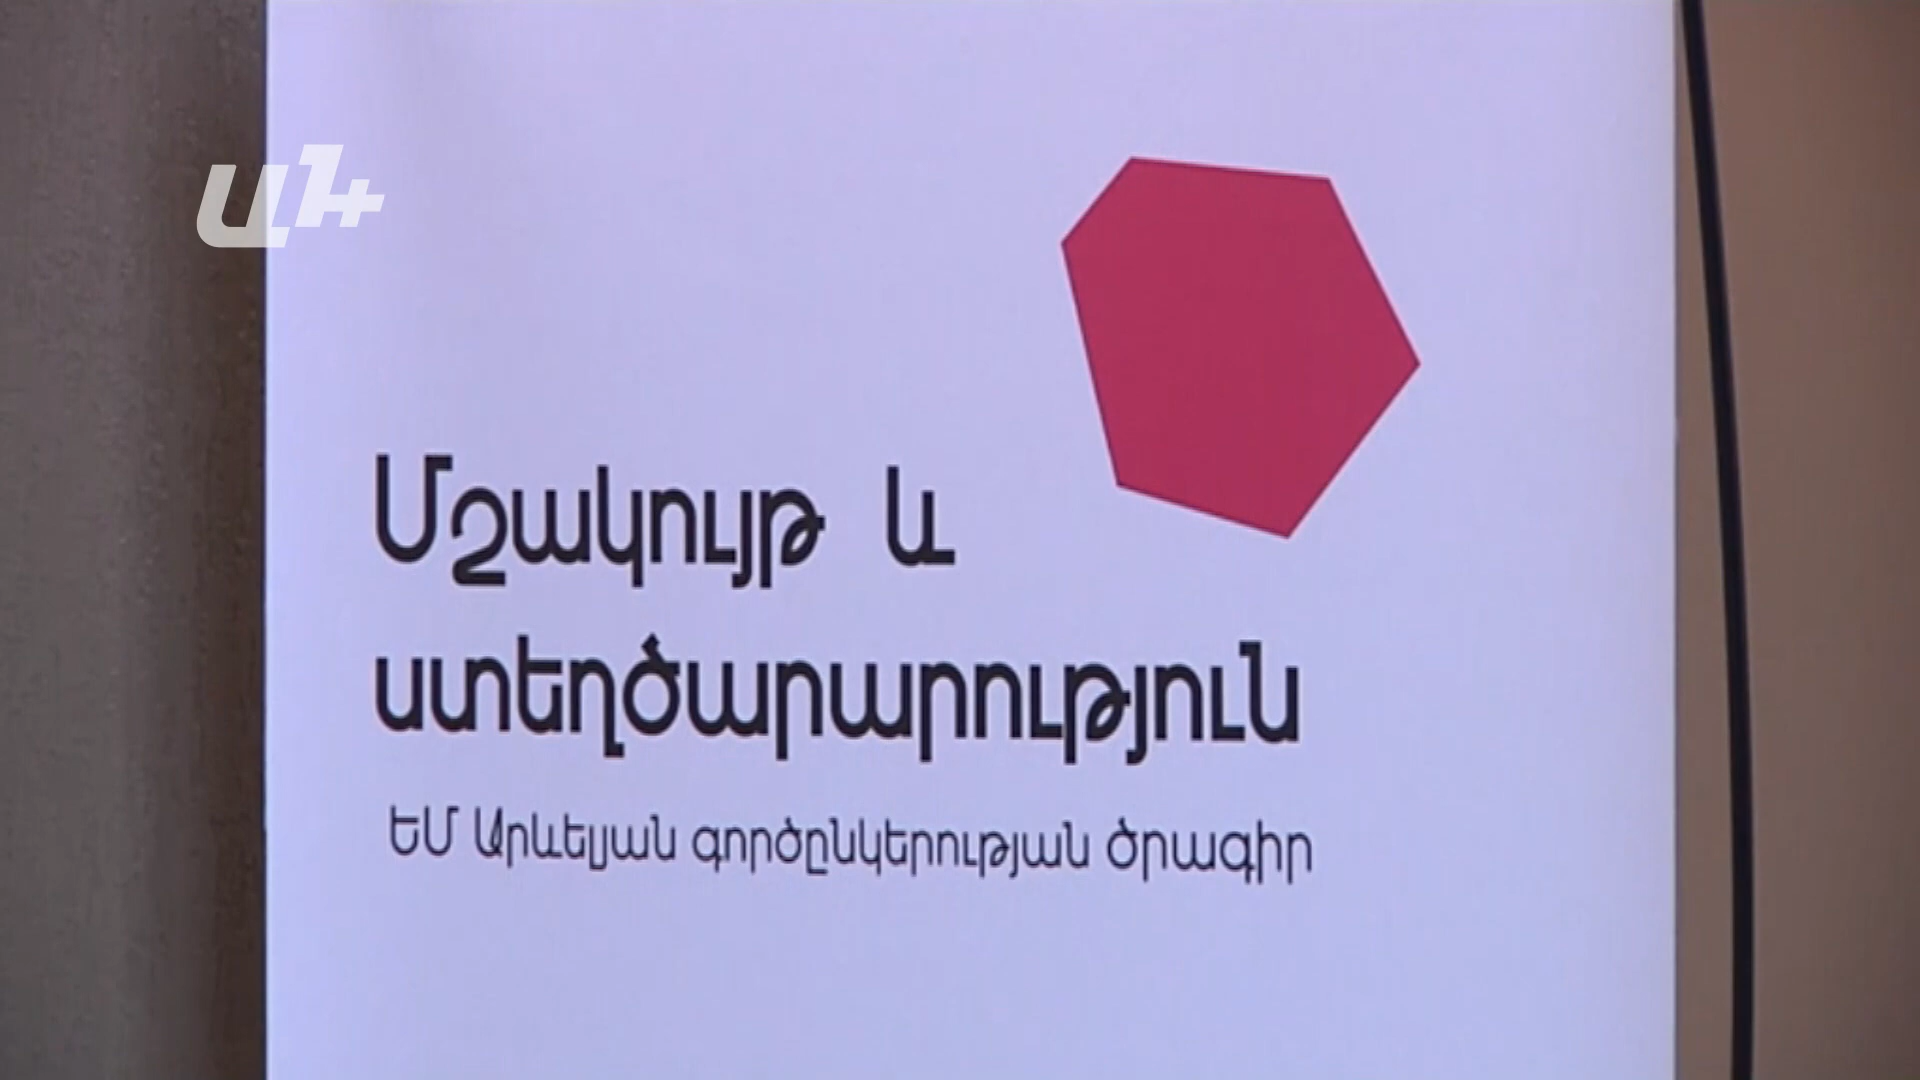 Ա1+
Մշակույթ և
ստեղծարարություն
ԵՄ Արևելյան գործընկերության ծրագիր